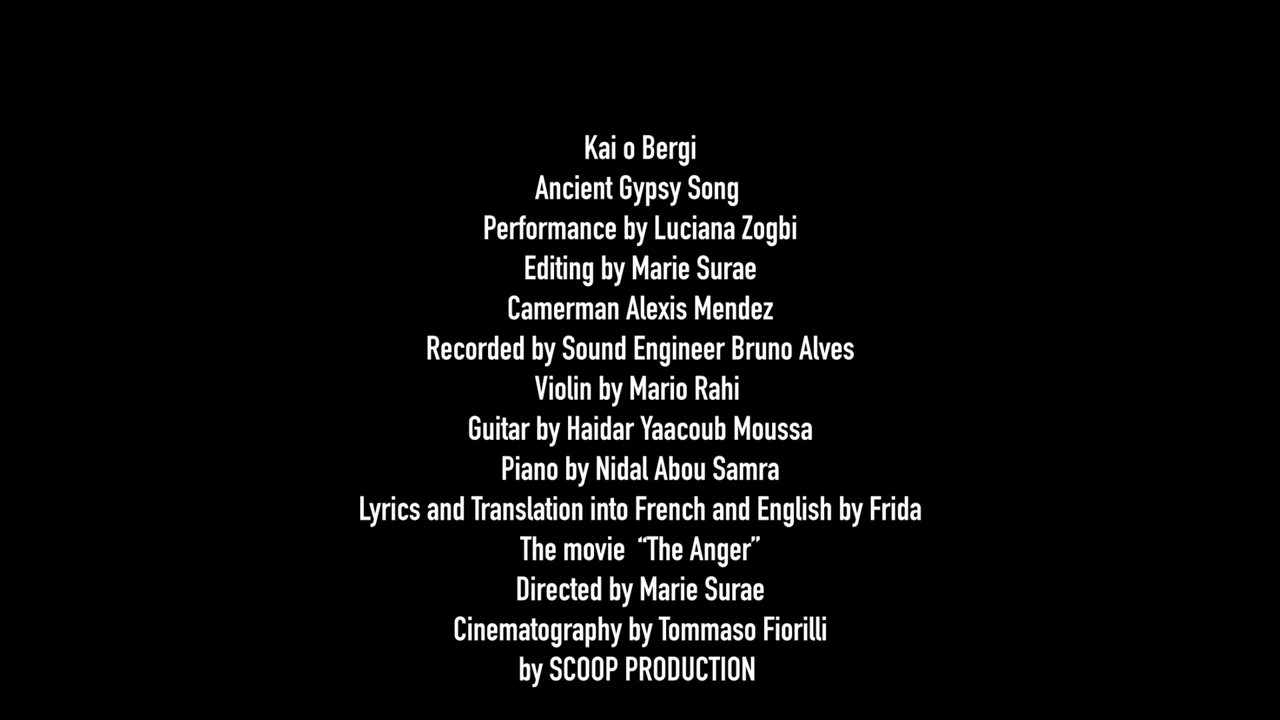 Kai o Bergi
Ancient Gypsy Song
Performance by Luciana Zogbi
Editing by Marie Surae
Camerman Alexis Mendez
Recorded by Sound Engineer Bruno Alves
Violin by Mario Rahi
Guitar by Haidar Yaacoub Moussa
Piano by Nidal Abou Samra
Lyrics and Translation into French and English by Frida
The movie  “The Anger”
Directed by Marie Surae
Cinematography by Tommaso Fiorilli
by SCOOP PRODUCTION